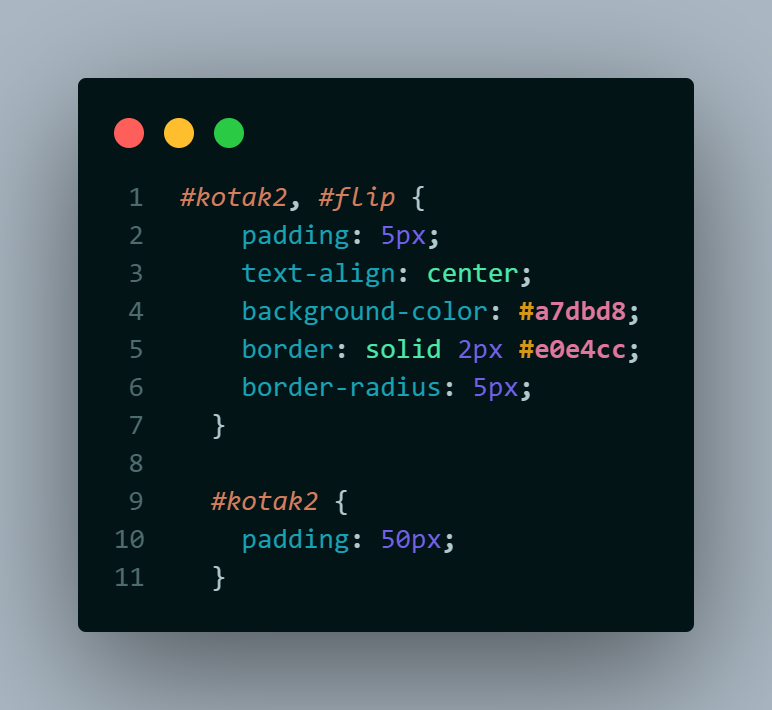 1 #kotak2, #flip {
2     padding: 5px;
3     text-align: center;
4     background-color: #a7dbd8;
5     border: solid 2px #e0e4cc;
6     border-radius: 5px;
7   }
8
9   #kotak2 {
10     padding: 50px;
11   }